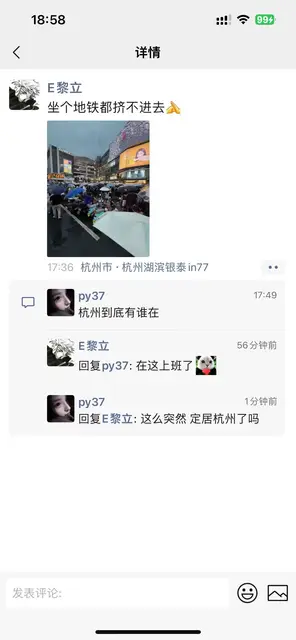 18:58
99
详情
E黎立
坐个地铁都挤不进去
17:36 杭州市·杭州湖滨银泰in77
py37
17:49
杭州到底有谁在
E黎立
56分钟前
回复py37: 在这上班了
py37
1分钟前
回复E黎立: 这么突然 定居杭州了吗
发表评论: